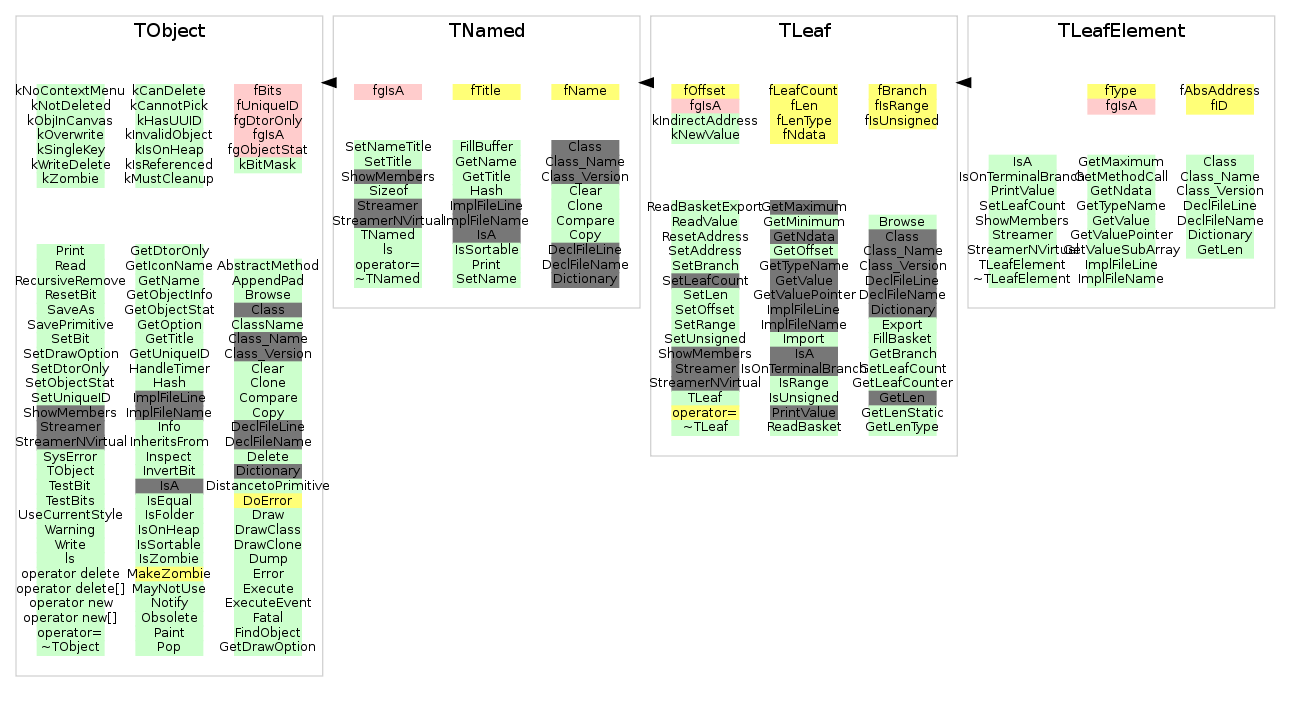 TObject
kNoContextMenu
kNotDeleted
kObjInCanvas
kOverwrite
kSingleKey
kWriteDelete
kZombie
kCanDelete
kCannotPick
kHasUUID
kInvalidObject
kIsOnHeap
kIsReferenced
kMustCleanup
fBits
fUniqueID
fgDtorOnly
fgIsA
fgObjectStat
kBitMask
Print
Read
RecursiveRemove
ResetBit
SaveAs
SavePrimitive
SetBit
SetDrawOption
SetDtorOnly
SetObjectStat
SetUniqueID
ShowMembers
Streamer
StreamerNVirtual
SysError
TObject
TestBit
TestBits
UseCurrentStyle
Warning
Write
ls
operator delete
operator delete[]
operator new
operator new[]
operator=
~TObject
GetDtorOnly
GetIconName
GetName
GetObjectInfo
GetObjectStat
GetOption
GetTitle
GetUniqueID
HandleTimer
Hash
ImplFileLine
ImplFileName
Info
InheritsFrom
Inspect
InvertBit
IsA
IsEqual
IsFolder
IsOnHeap
IsSortable
IsZombie
MakeZombie
MayNotUse
Notify
Obsolete
Paint
Pop
AbstractMethod
AppendPad
Browse
Class
ClassName
Class_Name
Class_Version
Clear
Clone
Compare
Copy
DeclFileLine
DeclFileName
Delete
Dictionary
DistancetoPrimitive
DoError
Draw
DrawClass
DrawClone
Dump
Error
Execute
ExecuteEvent
Fatal
FindObject
GetDrawOption
TNamed
fgIsA
fTitle
fName
SetNameTitle
SetTitle
ShowMembers
Sizeof
Streamer
StreamerNVirtual
TNamed
ls
operator=
~TNamed
FillBuffer
GetName
GetTitle
Hash
ImplFileLine
ImplFileName
IsA
IsSortable
Print
SetName
Class
Class_Name
Class_Version
Clear
Clone
Compare
Copy
DeclFileLine
DeclFileName
Dictionary
TLeaf
fOffset
fgIsA
kIndirectAddress
kNewValue
fLeafCount
fLen
fLenType
fNdata
fBranch
fIsRange
fIsUnsigned
ReadBasketExport
ReadValue
ResetAddress
SetAddress
SetBranch
SetLeafCount
SetLen
SetOffset
SetRange
SetUnsigned
ShowMembers
Streamer
StreamerNVirtual
TLeaf
operator=
~TLeaf
GetMaximum
GetMinimum
GetNdata
GetOffset
GetTypeName
GetValue
GetValuePointer
ImplFileLine
ImplFileName
Import
IsA
IsOnTerminalBranch
IsRange
IsUnsigned
PrintValue
ReadBasket
Browse
Class
Class_Name
Class_Version
DeclFileLine
DeclFileName
Dictionary
Export
FillBasket
GetBranch
GetLeafCount
GetLeafCounter
GetLen
GetLenStatic
GetLenType
TLeafElement
fType
fgIsA
fAbsAddress
fID
IsA
IsOnTerminalBranch
PrintValue
SetLeafCount
ShowMembers
Streamer
StreamerNVirtual
TLeafElement
~TLeafElement
GetMaximum
GetMethodCall
GetNdata
GetTypeName
GetValue
GetValuePointer
GetValueSubArray
ImplFileLine
ImplFileName
Class
Class_Name
Class_Version
DeclFileLine
DeclFileName
Dictionary
GetLen